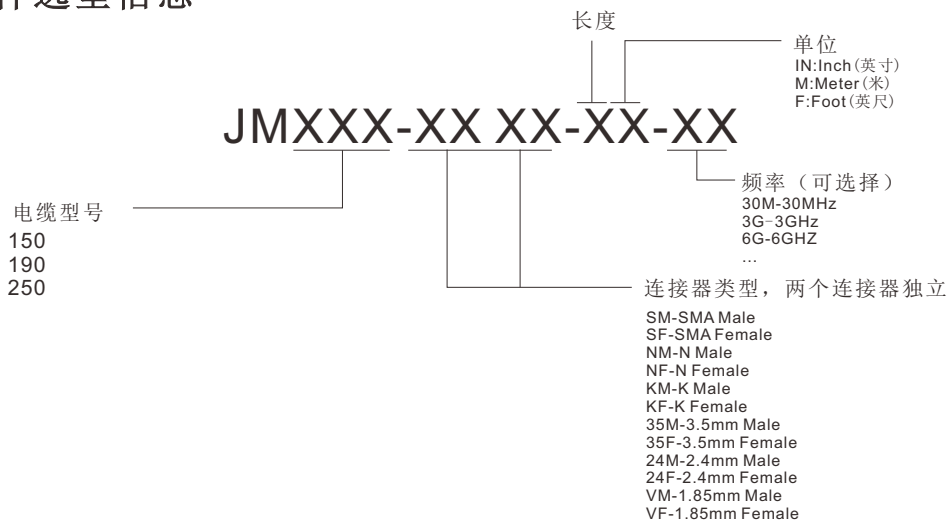 选型信息
长度
单位
IN:Inch(英寸)
M:Meter(米)
F:Foot(英尺)
JMXXX-XX XX-XX-XX
频率（可选择）
30M-30MHz
3G-3GHz
6G-6GHZ
...
电缆型号
150
190
250
连接器类型，两个连接器独立
SM-SMA Male
SF-SMA Female
NM-N Male
NF-N Female
KM-K Male
KF-K Female
35M-3.5mm Male
35F-3.5mm Female
24M-2.4mm Male
24F-2.4mm Female
VM-1.85mm Male
VF-1.85mm Female